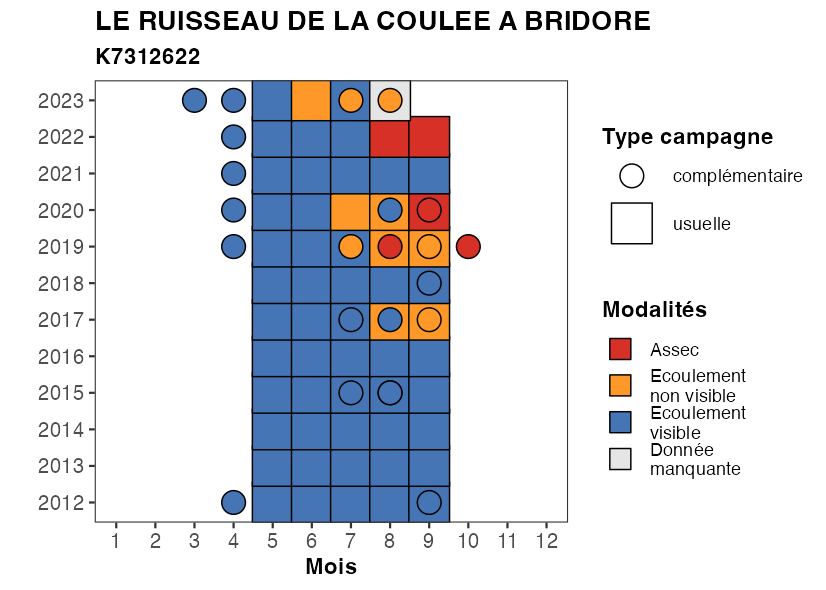 LE RUISSEAU DE LA COULEE A BRIDORE
K7312622
2023
2022
2021
2020
2019
2018
2017
2016
2015
2014
2013
2012
1 2 3 4 5 6 7 8 9 10 11 12
Mois
Type campagne
complémentaire
usuelle
Modalités
Assec
Ecoulement
non visible
Ecoulement
visible
Donnée
manquante